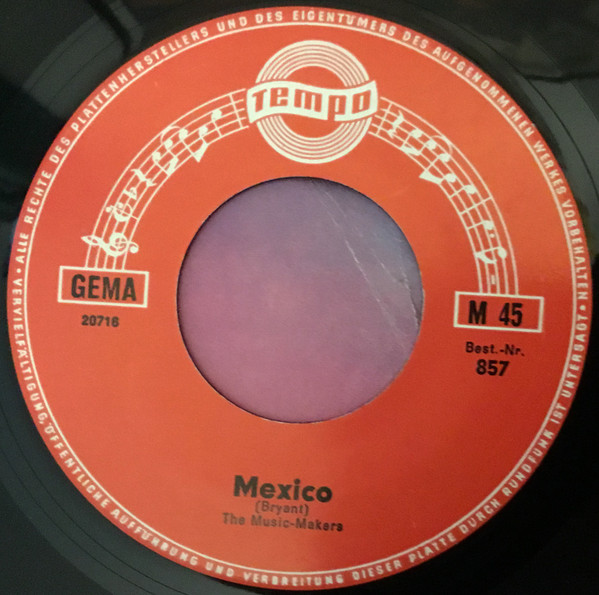 • ALLE RECHTE DES PLATTENHERSTELLERS UND DES EIGENTÜMERS DES AUFGENOMMENEN WERKES VORBEHALTEN •
VERVIELFÄLTIGUNG, ÖFFENTLICHE AUFFÜHRUNG UND VERBREITUNG DIESER PLATTE DURCH RUNDFUNK IST UNTERSAGT
TEMPO
GEMA
20716
M 45
Best.-Nr.
857
Mexico
(Bryant)
The Music-Makers